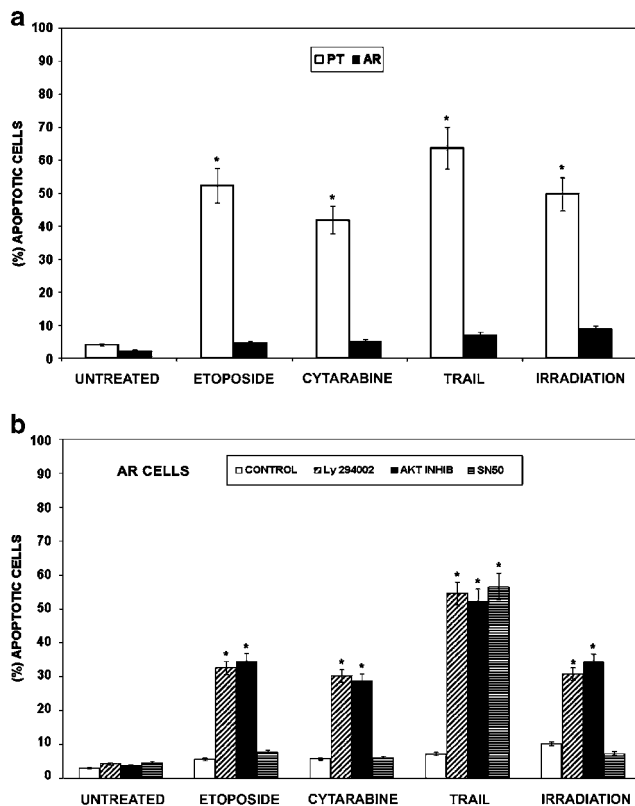 a
100
PT AR
90
80
70
60
50
40
30
20
10
0
(%) APOPTOTIC CELLS
* * * *
UNTREATED ETOPOSIDE CYTARABINE TRAIL IRRADIATION
b
100
AR CELLS CONTROL Ly 294002 AKT INHIB SN50
90
80
70
60
50
40
30
20
10
0
(%) APOPTOTIC CELLS
* * * * * * * * *
UNTREATED ETOPOSIDE CYTARABINE TRAIL IRRADIATION